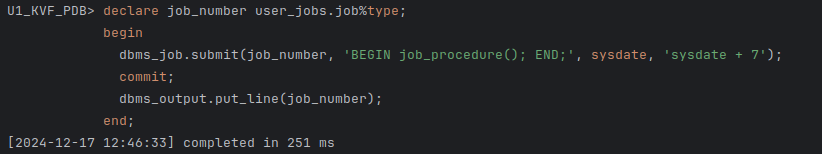 U1_KVF_PDB> declare job_number user_jobs.job%type;
begin
dbms_job.submit(job_number, 'BEGIN job_procedure(); END;', sysdate, 'sysdate + 7');
commit;
dbms_output.put_line(job_number);
end;
[2024-12-17 12:46:33] completed in 251 ms